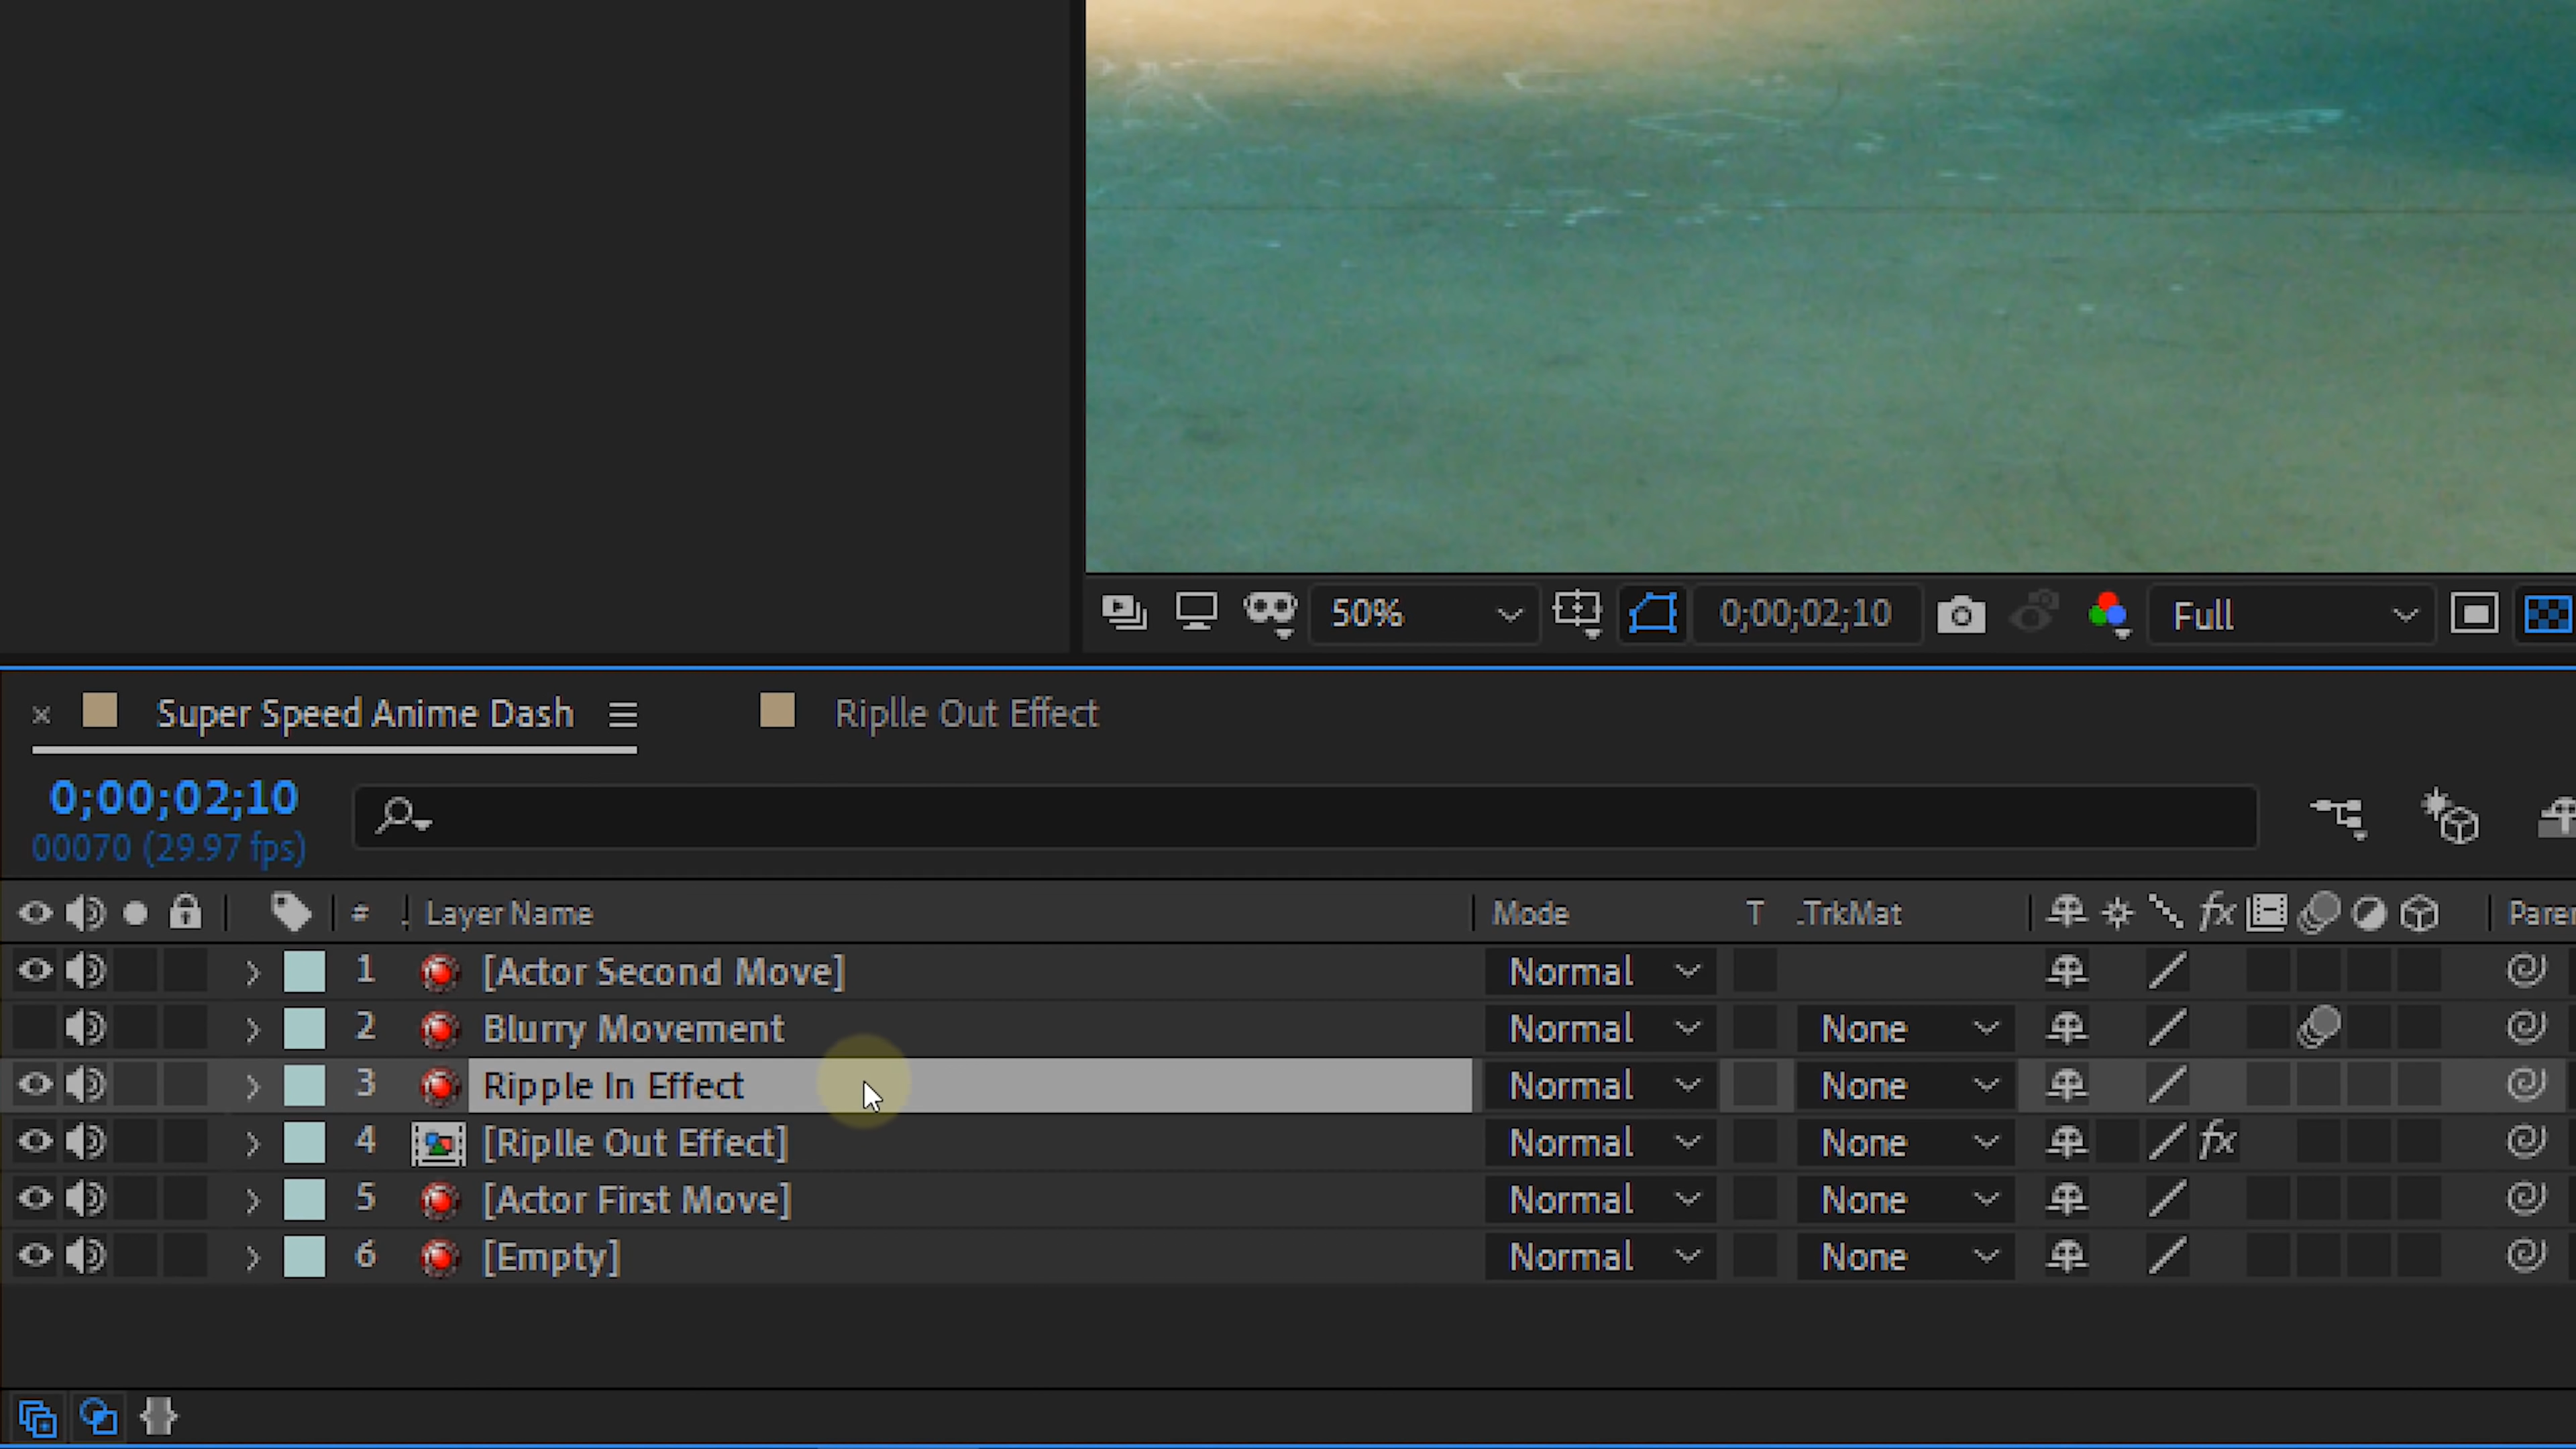 50% 0;00;02;10 Full
Super Speed Anime Dash Riplle Out Effect
0;00;02;10
00070 (29.97 fps)
# Layer Name Mode T .TrkMat fx
1 [Actor Second Move] Normal
2 Blurry Movement Normal None
3 Ripple In Effect Normal None
4 [Riplle Out Effect] Normal None fx
5 [Actor First Move] Normal None
6 [Empty] Normal None